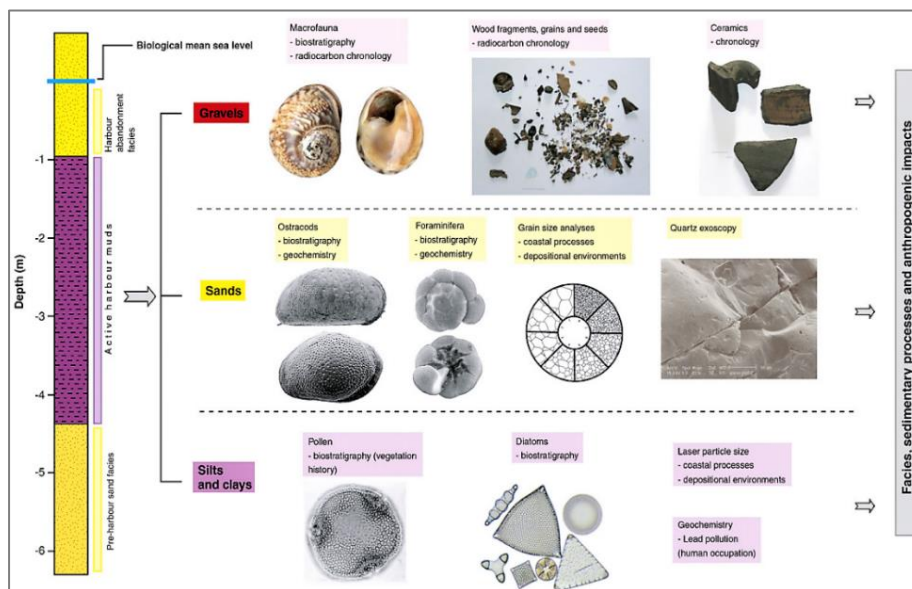 Biological mean sea level
Depth (m)
-1
-2
-3
-4
-5
-6
Harbour
abandonment
facies
Active harbour muds
Pre-harbour sand facies
Gravels
Macrofauna
- biostratigraphy
- radiocarbon chronology
Wood fragments, grains and seeds
- radiocarbon chronology
Ceramics
- chronology
Sands
Ostracods
- biostratigraphy
- geochemistry
Foraminifera
- biostratigraphy
- geochemistry
Grain size analyses
- coastal processes
- depositional environments
Quartz exoscopy
Silts
and clays
Pollen
- biostratigraphy (vegetation
history)
Diatoms
- biostratigraphy
Laser particle size
- coastal processes
- depositional environments
Geochemistry
- Lead pollution
(human occupation)
Facies, sedimentary processes and anthropogenic impacts